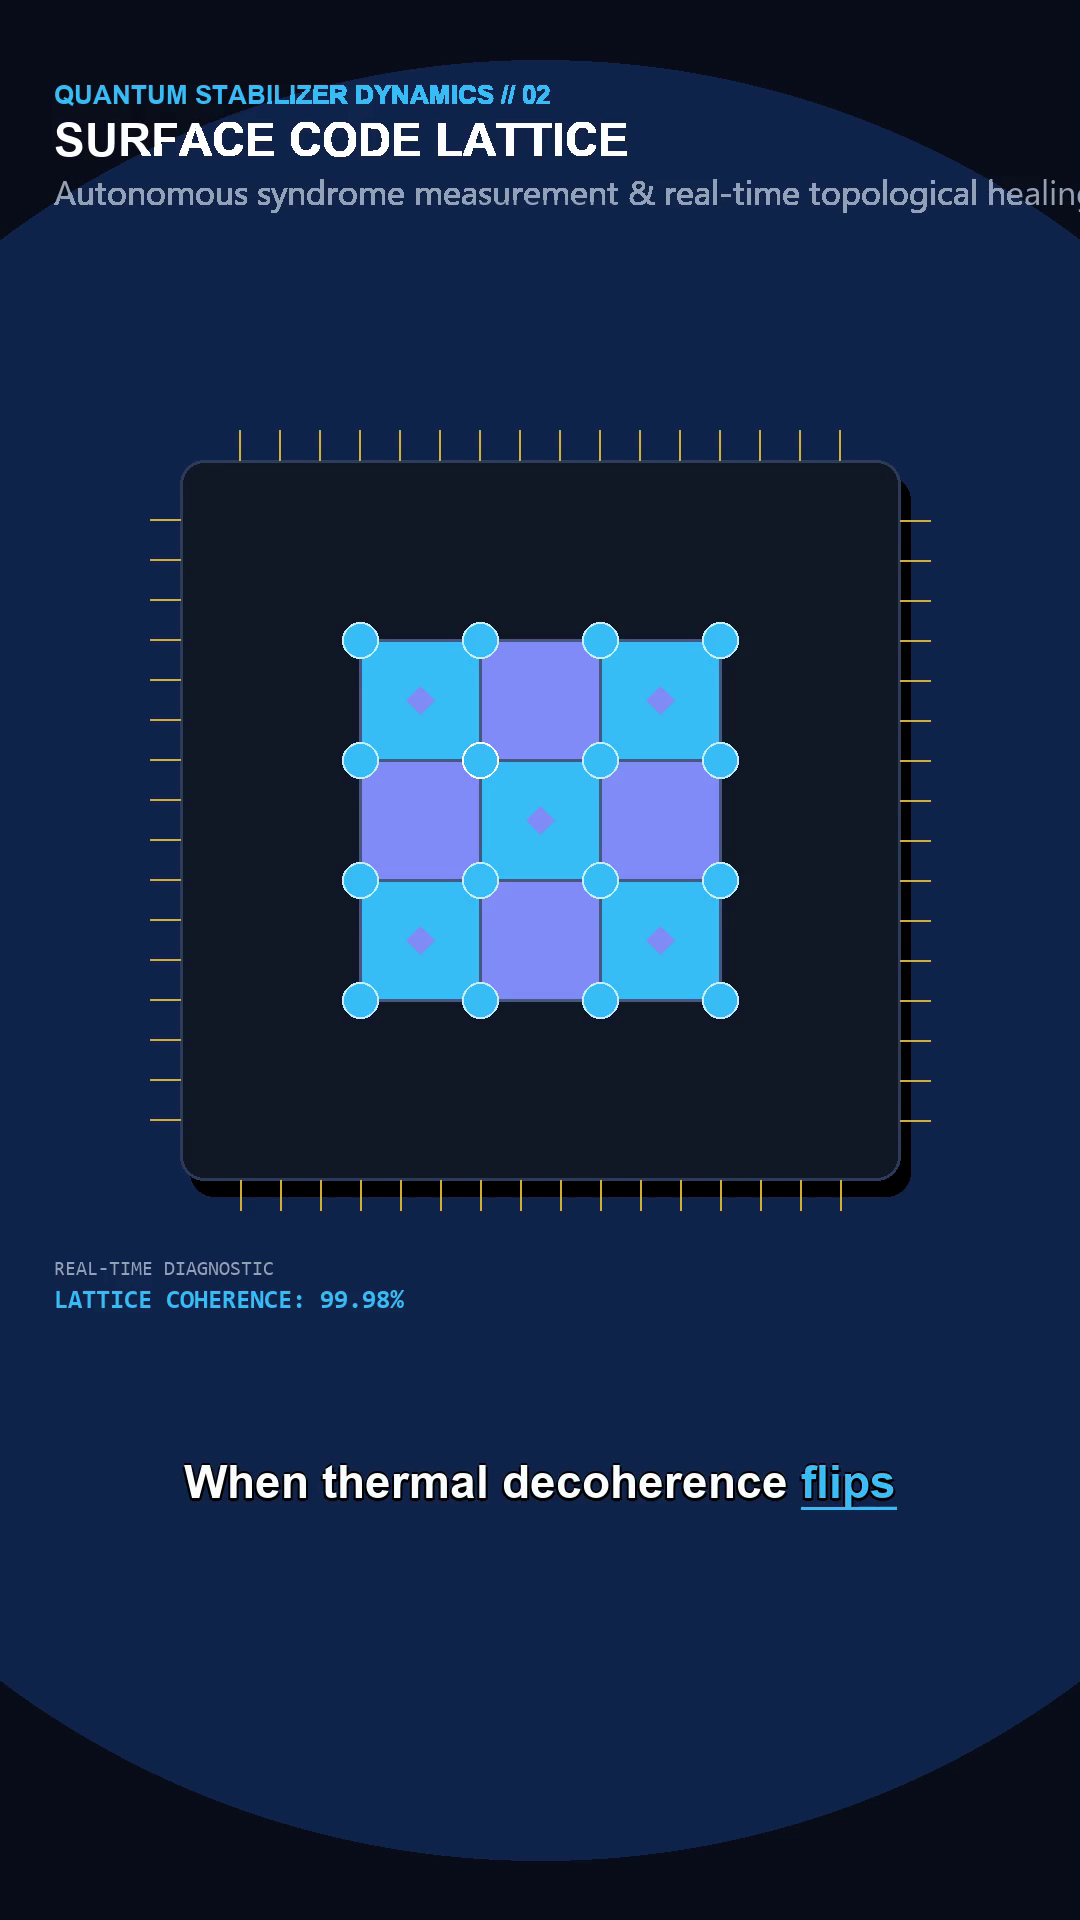 QUANTUM STABILIZER DYNAMICS // 02
SURFACE CODE LATTICE
Autonomous syndrome measurement & real-time topological healing
REAL-TIME DIAGNOSTIC
LATTICE COHERENCE: 99.98%
When thermal decoherence flips